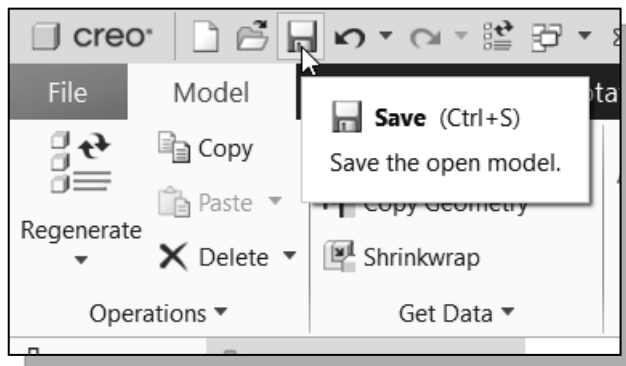 creo
File Model
Save (Ctrl+S)
Save the open model.
Copy
Paste
Copy Geometry
Regenerate
Delete
Shrinkwrap
Operations
Get Data